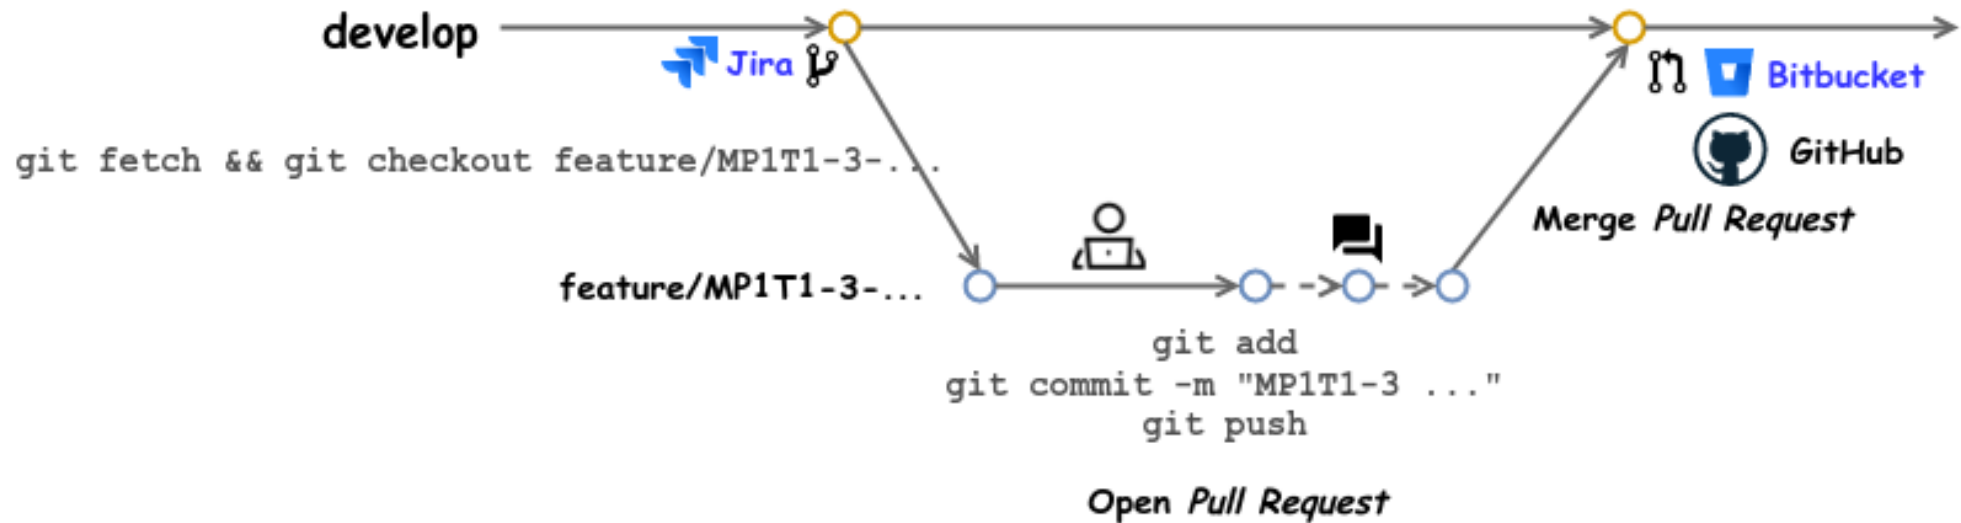 develop
Jira
Bitbucket
git fetch && git checkout feature/MP1T1-3-...
GitHub
Merge Pull Request
feature/MP1T1-3-...
git add
git commit -m "MP1T1-3 ..."
git push
Open Pull Request